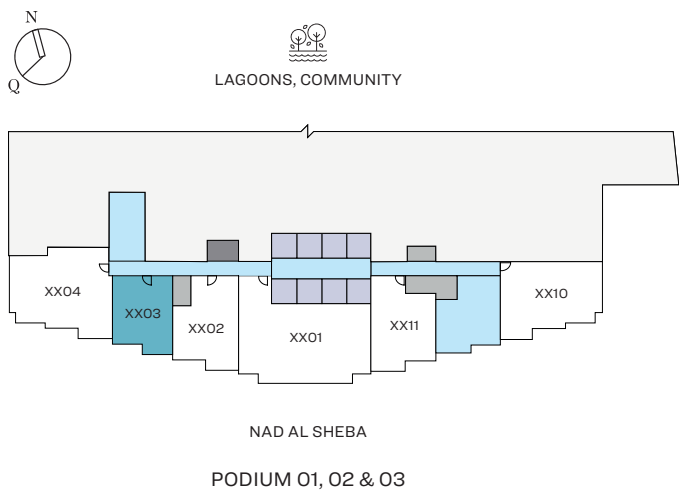 N
Q
LAGOONS, COMMUNITY
XX04
XX03
XX02
XX01
XX11
XX10
NAD AL SHEBA
PODIUM 01, 02 & 03